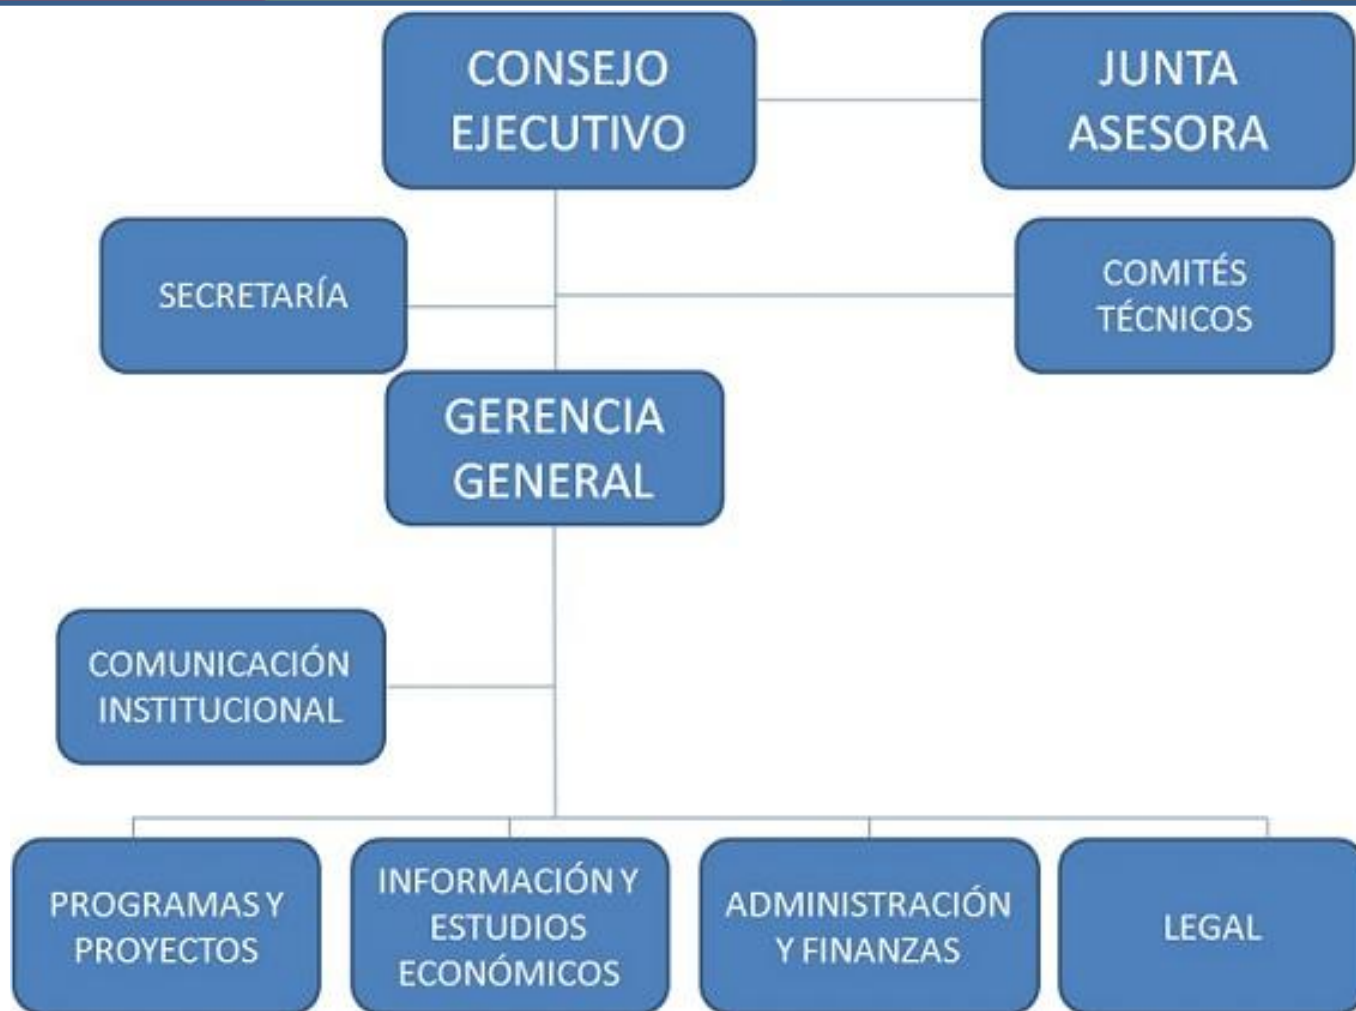 CONSEJO
EJECUTIVO
JUNTA
ASESORA
SECRETARÍA
COMITÉS
TÉCNICOS
GERENCIA
GENERAL
COMUNICACIÓN
INSTITUCIONAL
PROGRAMAS Y
PROYECTOS
INFORMACIÓN Y
ESTUDIOS
ECONÓMICOS
ADMINISTRACIÓN
Y FINANZAS
LEGAL